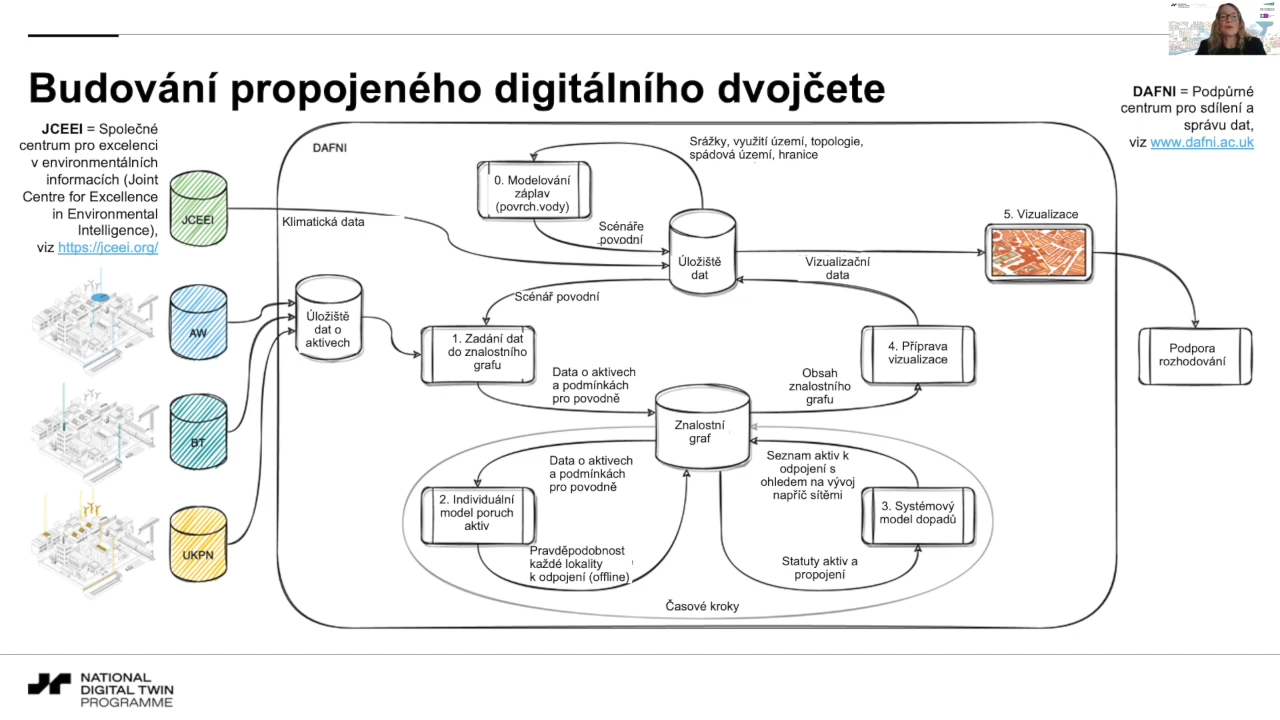 Budování propojeného digitálního dvojčete
JCEEI = Společné
centrum pro excelenci
v environmentálních
informacích (Joint
Centre for Excellence
in Environmental
Intelligence),
viz https://jceei.org/
DAFNI = Podpůrné
centrum pro sdílení a
správu dat,
viz www.dafni.ac.uk
DAFNI
JCEEI
AW
BT
UKPN
Klimatická data
Úložiště
dat o
aktivech
0. Modelování
záplav
(povrch.vody)
Srážky, využití území, topologie,
spádová území, hranice
Scénáře
povodní
Úložiště
dat
Vizualizační
data
5. Vizualizace
Podpora
rozhodování
Scénář povodní
1. Zadání dat
do znalostního
grafu
Data o aktivech
a podmínkách
pro povodně
4. Příprava
vizualizace
Obsah
znalostního
grafu
Znalostní
graf
Data o aktivech
a podmínkách
pro povodně
2. Individuální
model poruch
aktiv
Pravděpodobnost
každé lokality
k odpojení (offline)
Seznam aktiv k
odpojení s
ohledem na vývoj
napříč sítěmi
3. Systémový
model dopadů
Statuty aktiv a
propojení
Časové kroky
NATIONAL
DIGITAL TWIN
PROGRAMME